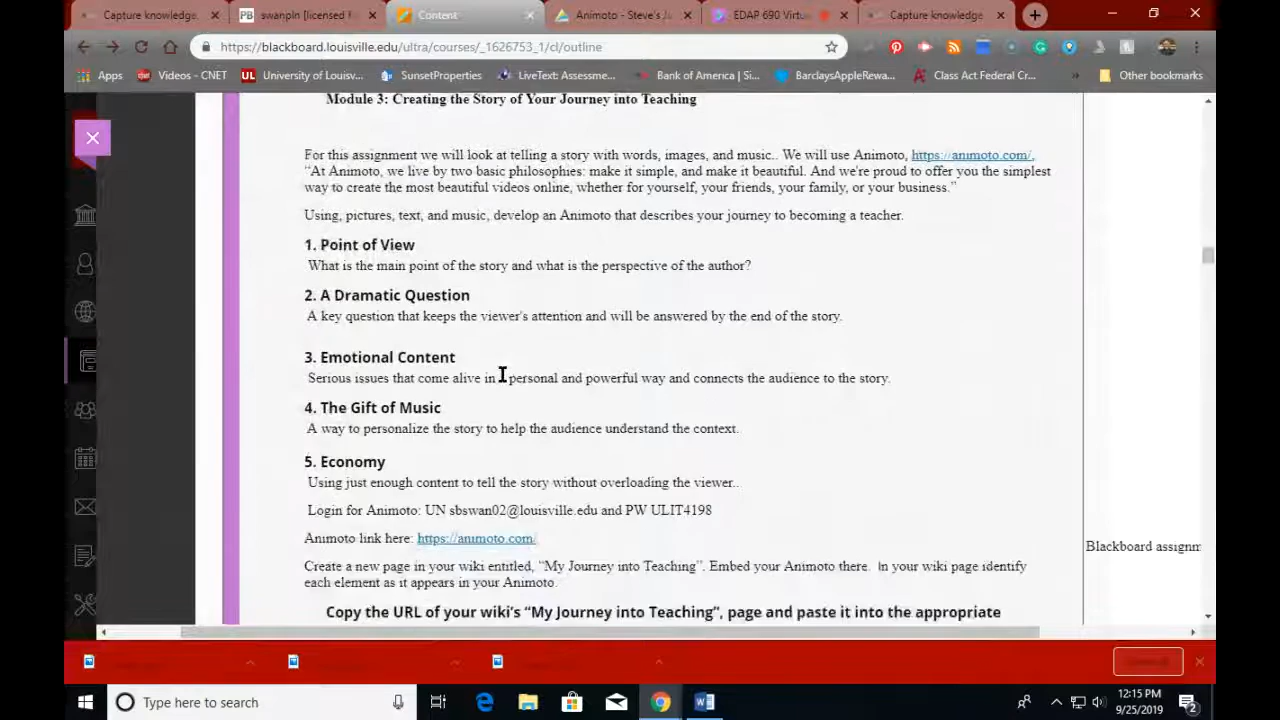 Capture knowledge.
swanpln [licensed f
Content
Animoto - Steve's J
EDAP 690 Virtu
Capture knowledge
https://blackboard.louisville.edu/ultra/courses/_1626753_1/cl/outline
Apps
Videos - CNET
University of Louisv...
SunsetProperties
LiveText: Assessme...
Bank of America | Si...
BarclaysAppleRewa...
Class Act Federal Cr...
Other bookmarks
Module 3: Creating the Story of Your Journey into Teaching
For this assignment we will look at telling a story with words, images, and music.. We will use Animoto, https://animoto.com/,
“At Animoto, we live by two basic philosophies: make it simple, and make it beautiful. And we're proud to offer you the simplest
way to create the most beautiful videos online, whether for yourself, your friends, your family, or your business.”
Using, pictures, text, and music, develop an Animoto that describes your journey to becoming a teacher.
1. Point of View
What is the main point of the story and what is the perspective of the author?
2. A Dramatic Question
A key question that keeps the viewer's attention and will be answered by the end of the story.
3. Emotional Content
Serious issues that come alive in personal and powerful way and connects the audience to the story.
4. The Gift of Music
A way to personalize the story to help the audience understand the context.
5. Economy
Using just enough content to tell the story without overloading the viewer..
Login for Animoto: UN sbswan02@louisville.edu and PW ULIT4198
Animoto link here: https://animoto.com/
Blackboard assignm
Create a new page in your wiki entitled, “My Journey into Teaching”. Embed your Animoto there. In your wiki page identify
each element as it appears in your Animoto.
Copy the URL of your wiki’s “My Journey into Teaching”, page and paste it into the appropriate
Type here to search
12:15 PM
9/25/2019
2